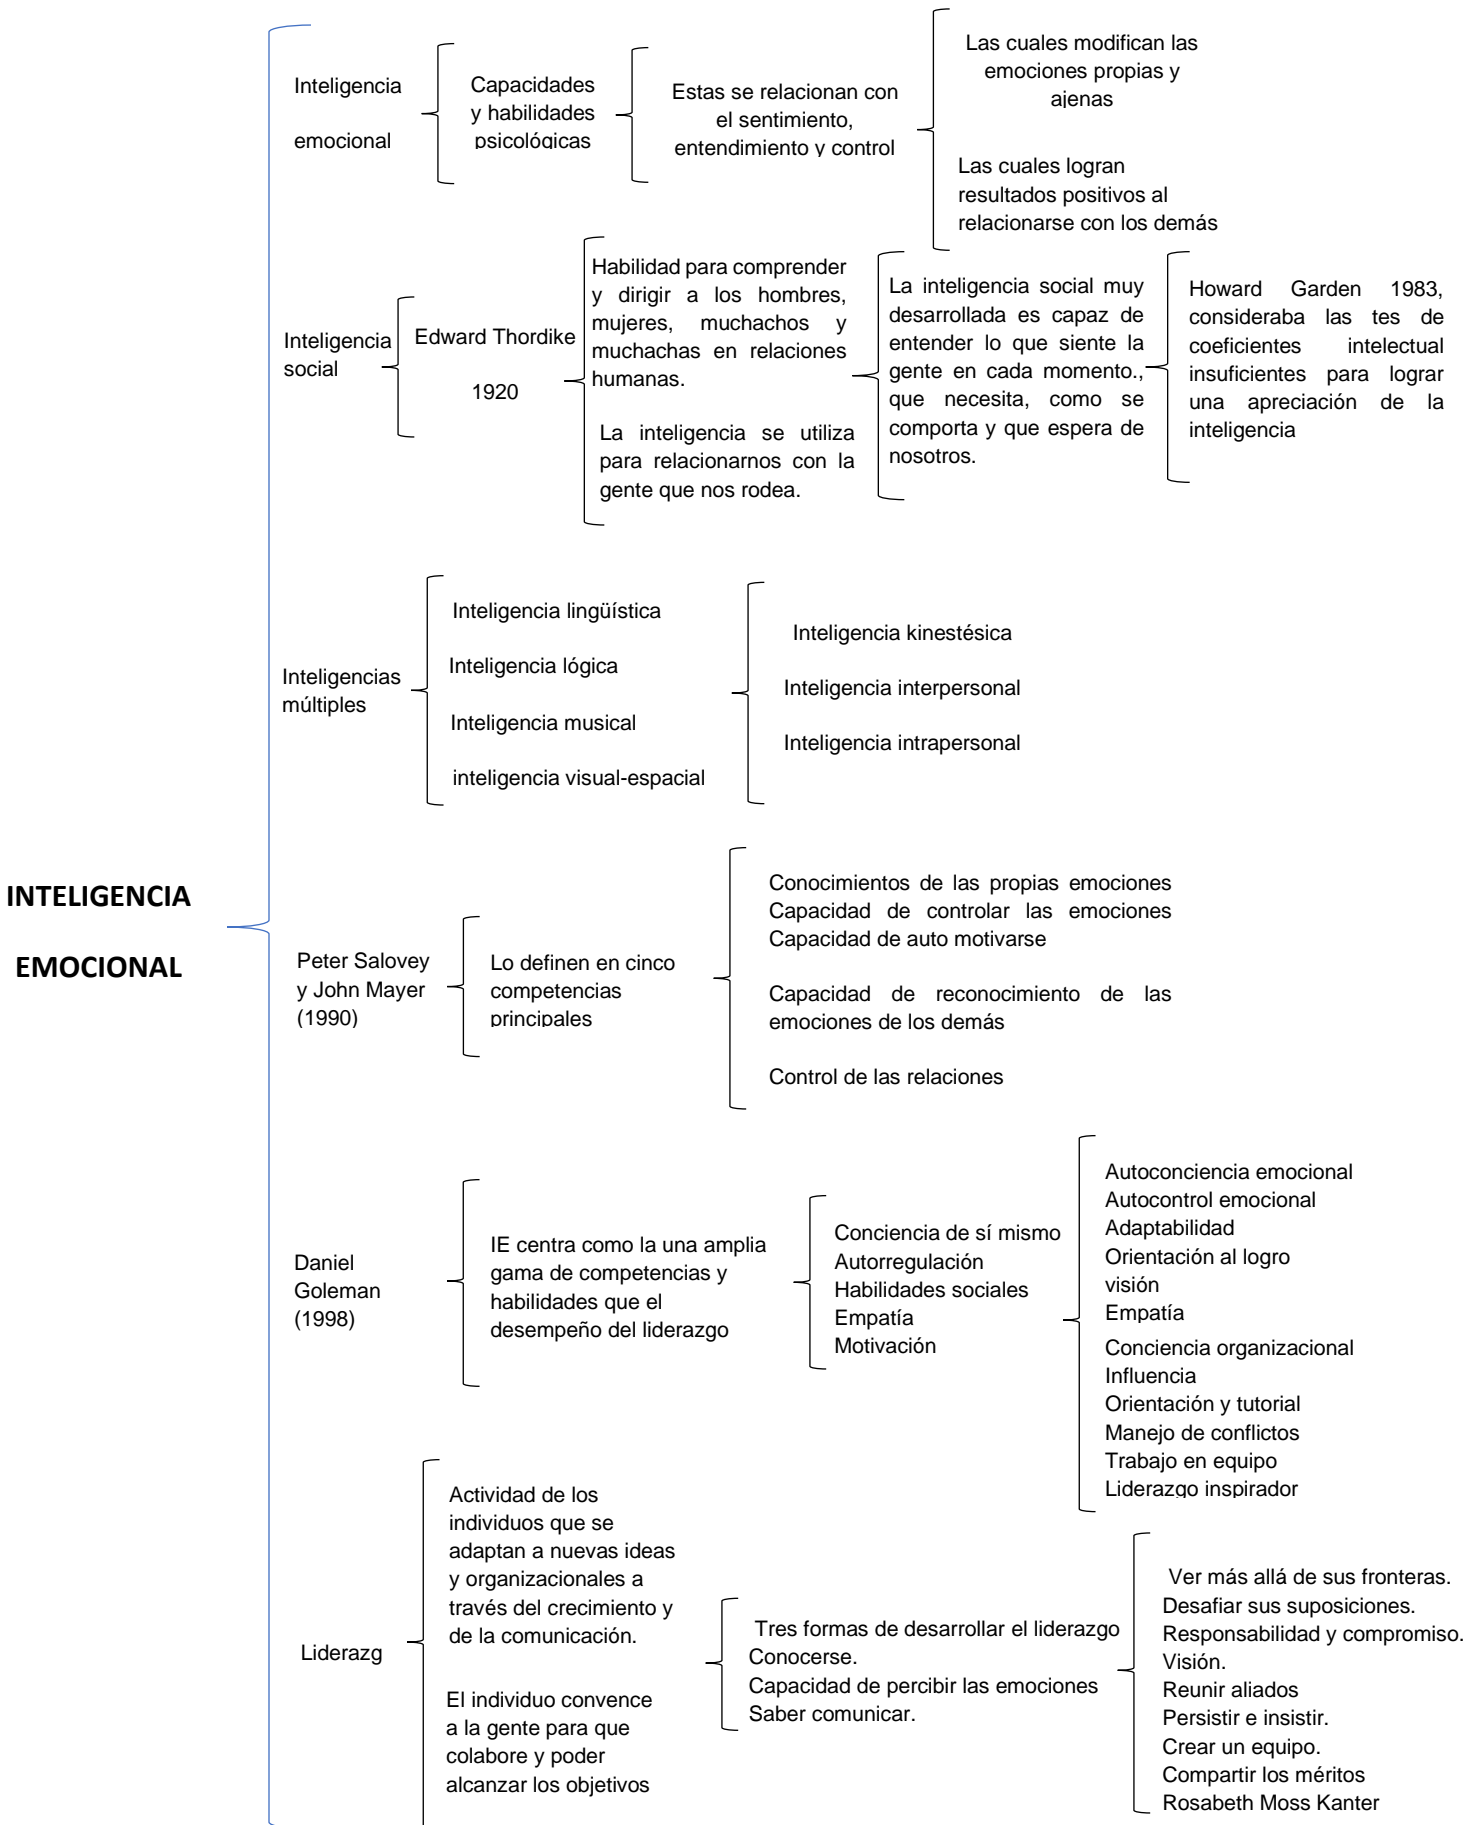 INTELIGENCIA
EMOCIONAL
Inteligencia
emocional
Capacidades
y habilidades
psicológicas
Estas se relacionan con
el sentimiento,
entendimiento y control
Las cuales modifican las
emociones propias y
ajenas
Las cuales logran
resultados positivos al
relacionarse con los demás
Inteligencia
social
Edward Thordike
1920
Habilidad para comprender
y dirigir a los hombres,
mujeres, muchachos y
muchachas en relaciones
humanas.
La inteligencia se utiliza
para relacionarnos con la
gente que nos rodea.
La inteligencia social muy
desarrollada es capaz de
entender lo que siente la
gente en cada momento.,
que necesita, como se
comporta y que espera de
nosotros.
Howard Garden 1983,
consideraba las tes de
coeficientes intelectual
insuficientes para lograr
una apreciación de la
inteligencia
Inteligencias
múltiples
Inteligencia lingüística
Inteligencia lógica
Inteligencia musical
inteligencia visual-espacial
Inteligencia kinestésica
Inteligencia interpersonal
Inteligencia intrapersonal
Peter Salovey
y John Mayer
(1990)
Lo definen en cinco
competencias
principales
Conocimientos de las propias emociones
Capacidad de controlar las emociones
Capacidad de auto motivarse
Capacidad de reconocimiento de las
emociones de los demás
Control de las relaciones
Daniel
Goleman
(1998)
IE centra como la una amplia
gama de competencias y
habilidades que el
desempeño del liderazgo
Conciencia de sí mismo
Autorregulación
Habilidades sociales
Empatía
Motivación
Autoconciencia emocional
Autocontrol emocional
Adaptabilidad
Orientación al logro
visión
Empatía
Conciencia organizacional
Influencia
Orientación y tutorial
Manejo de conflictos
Trabajo en equipo
Liderazgo inspirador
Liderazg
Actividad de los
individuos que se
adaptan a nuevas ideas
y organizacionales a
través del crecimiento y
de la comunicación.
El individuo convence
a la gente para que
colabore y poder
alcanzar los objetivos
Tres formas de desarrollar el liderazgo
Conocerse.
Capacidad de percibir las emociones
Saber comunicar.
Ver más allá de sus fronteras.
Desafiar sus suposiciones.
Responsabilidad y compromiso.
Visión.
Reunir aliados
Persistir e insistir.
Crear un equipo.
Compartir los méritos
Rosabeth Moss Kanter